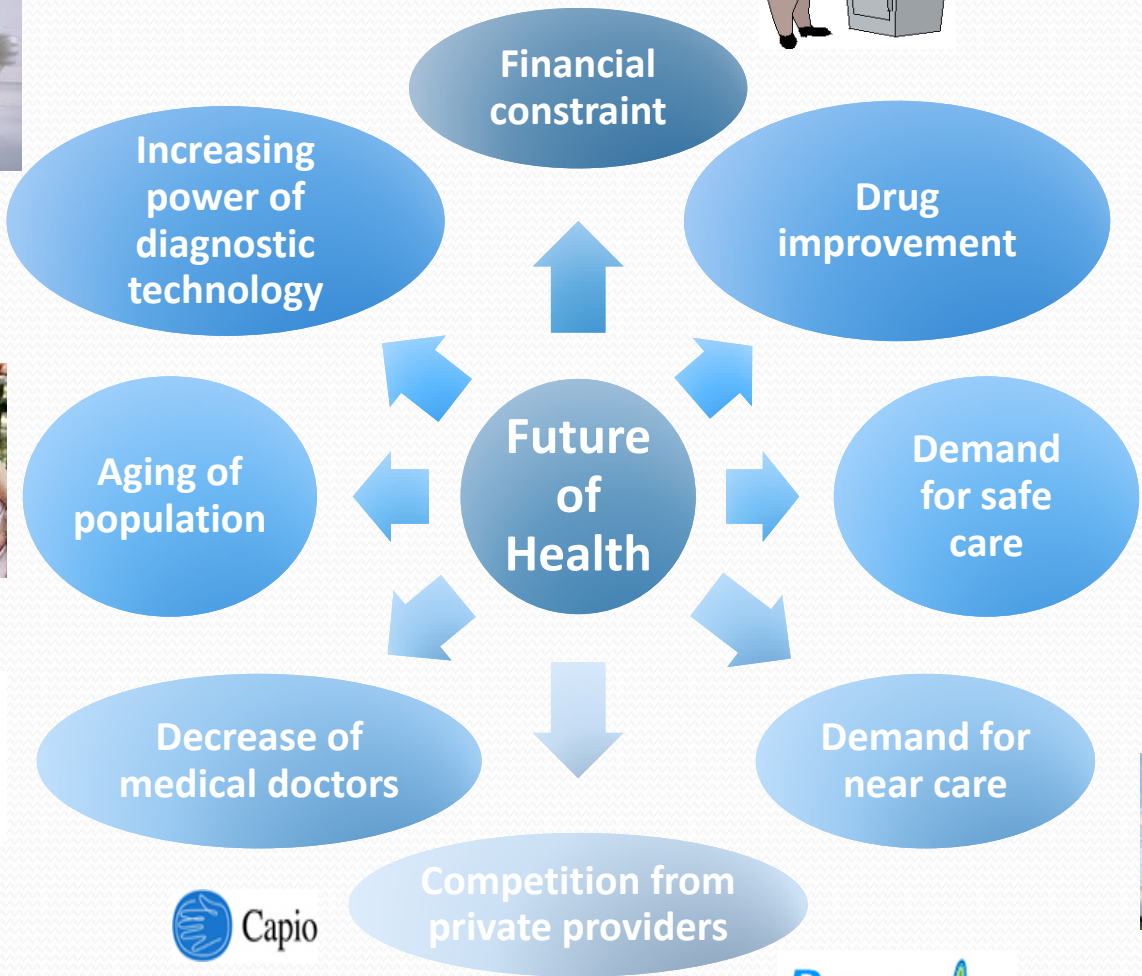 Financial
constraint
Increasing
power of
diagnostic
technology
Drug
improvement
Aging of
population
Future
of
Health
Demand
for safe
care
Decrease of
medical doctors
Demand for
near care
Competition from
private providers
Capio